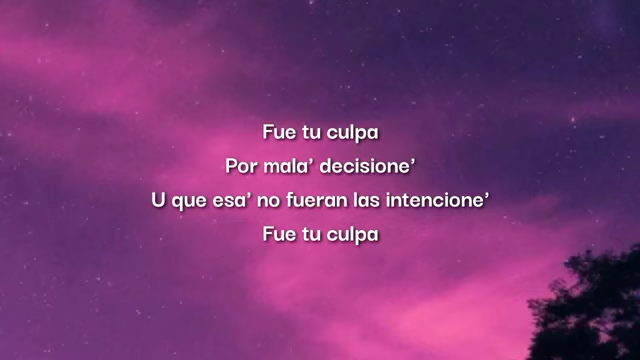 Fue tu culpa
Por mala’ decisione’
U que esa’ no fueran las intencione’
Fue tu culpa